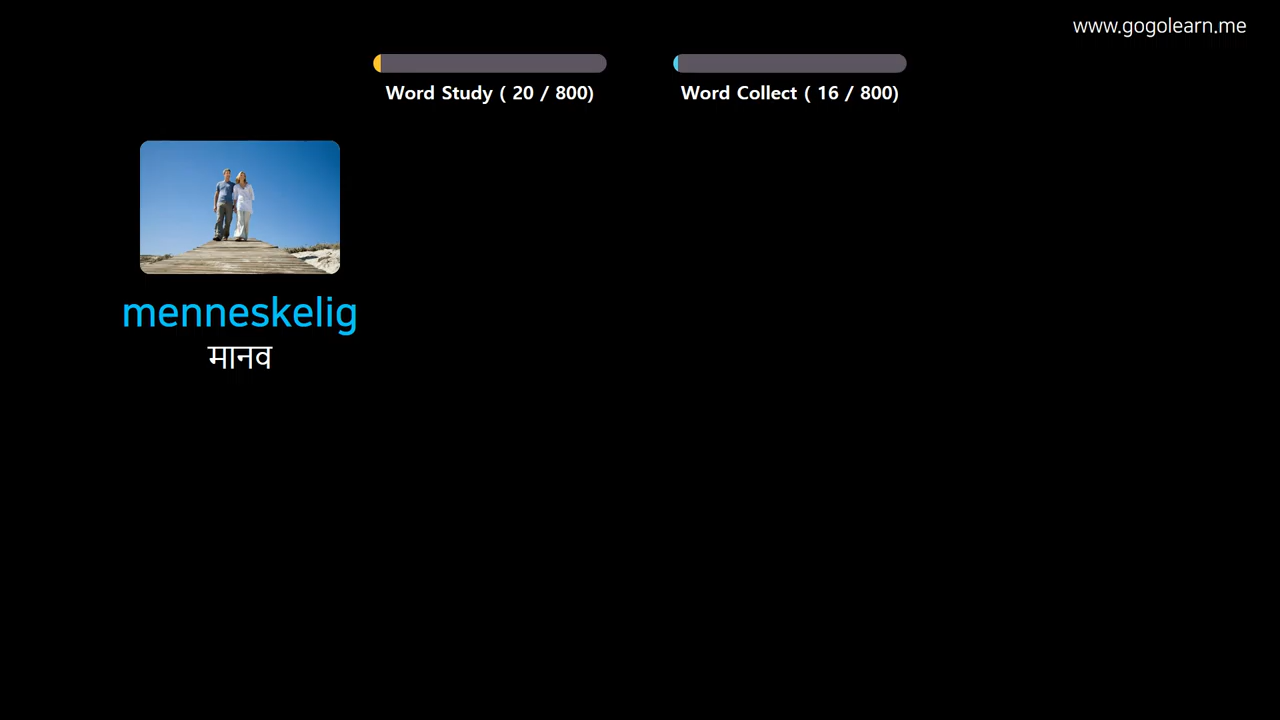 www.gogolearn.me
Word Study ( 20 / 800)
Word Collect ( 16 / 800)
menneskelig
मानव